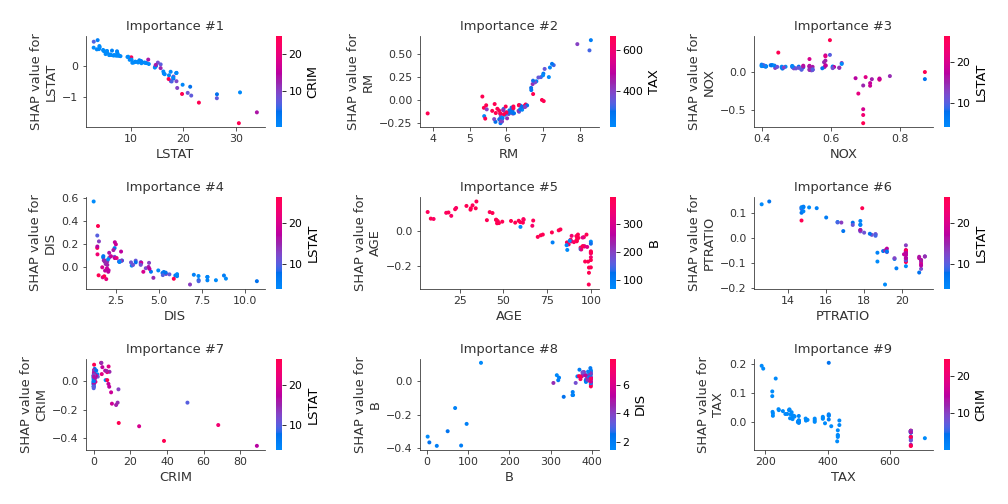 Importance #1
SHAP value for
LSTAT
0
−1
10
20
30
LSTAT
20
10
CRIM
Importance #2
SHAP value for
RM
0.50
0.25
0.00
−0.25
4
5
6
7
8
RM
600
400
TAX
Importance #3
SHAP value for
NOX
0.0
−0.5
0.4
0.6
0.8
NOX
20
10
LSTAT
Importance #4
SHAP value for
DIS
0.6
0.4
0.2
0.0
2.5
5.0
7.5
10.0
DIS
20
10
LSTAT
Importance #5
SHAP value for
AGE
0.0
−0.2
25
50
75
100
AGE
300
200
100
B
Importance #6
SHAP value for
PTRATIO
0.1
0.0
−0.1
−0.2
14
16
18
20
PTRATIO
20
10
LSTAT
Importance #7
SHAP value for
CRIM
0.0
−0.2
−0.4
0
20
40
60
80
CRIM
20
10
LSTAT
Importance #8
SHAP value for
B
0.0
−0.2
−0.4
0
100
200
300
400
B
6
4
2
DIS
Importance #9
SHAP value for
TAX
0.2
0.1
0.0
200
400
600
TAX
20
10
CRIM